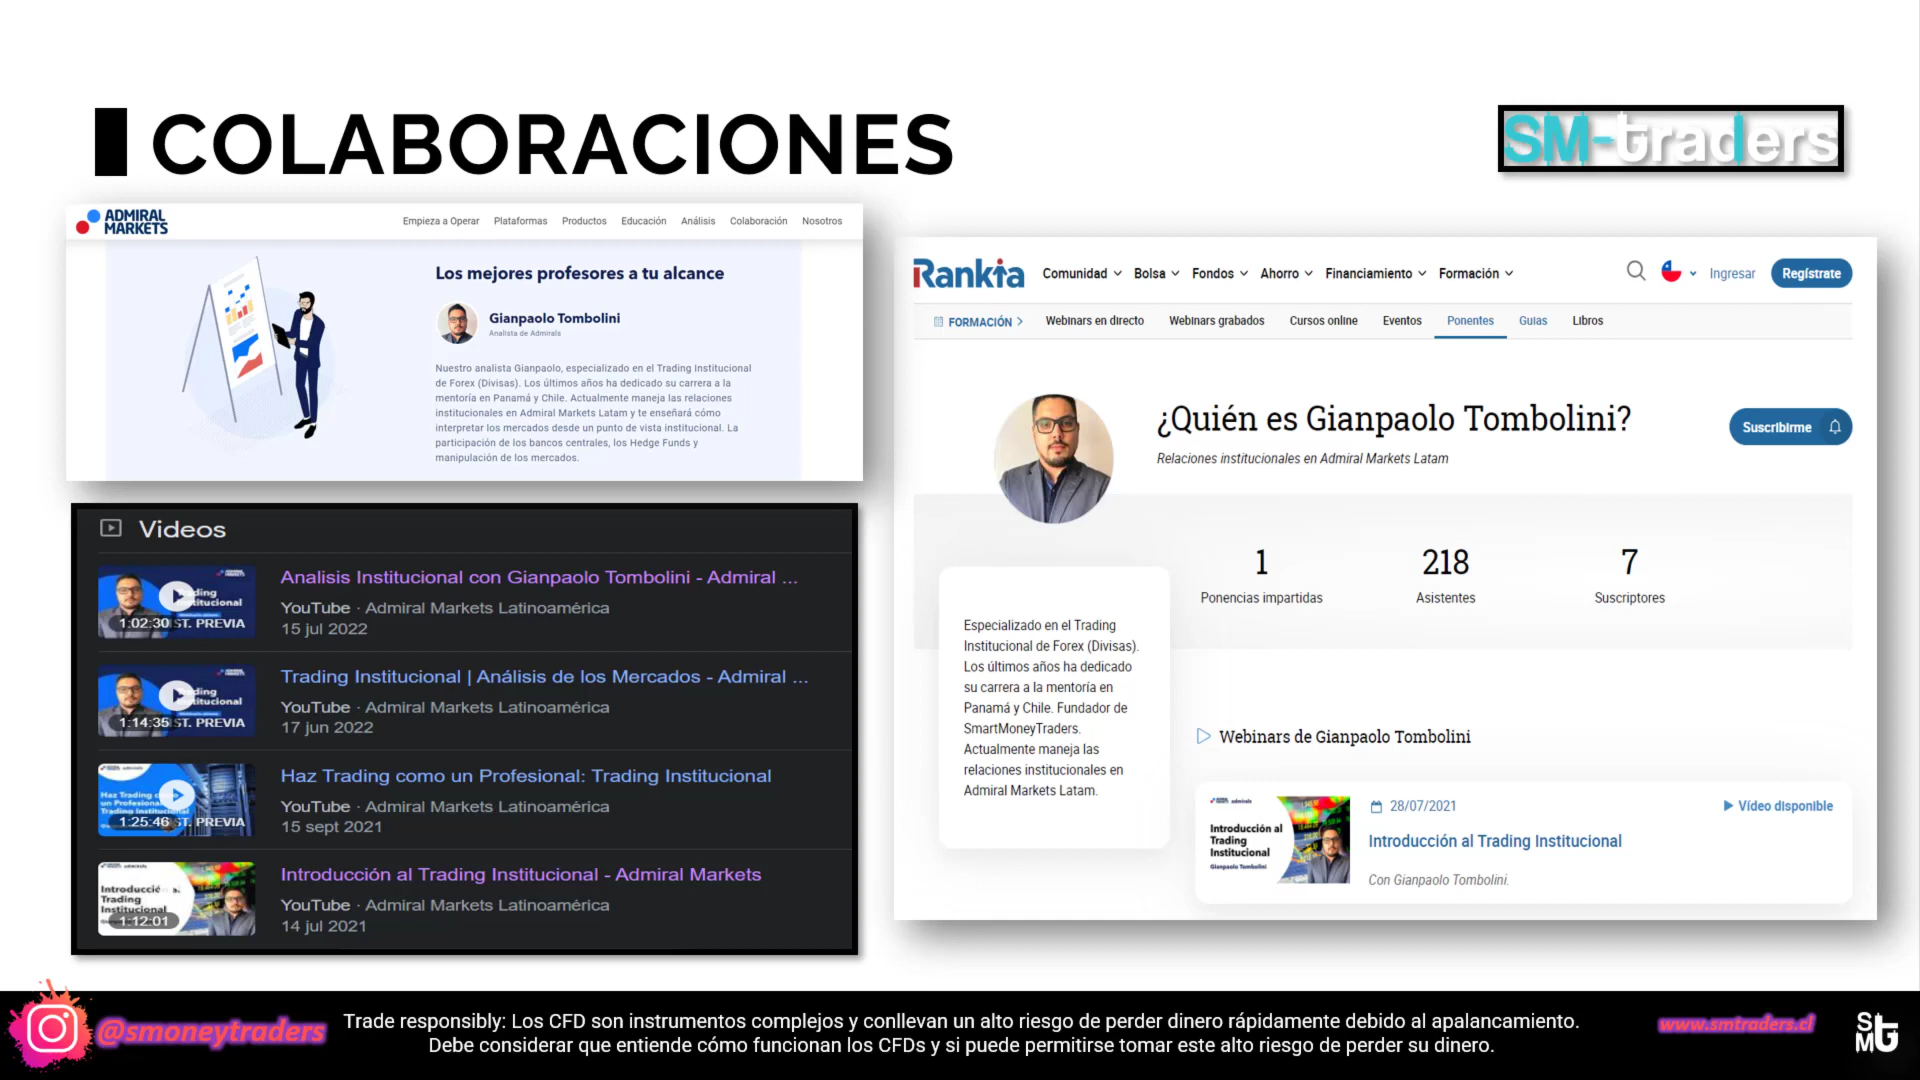 COLABORACIONES
SM-traders
ADMIRAL
MARKETS
Empieza a Operar Plataformas Productos Educación Análisis Colaboración Nosotros
Los mejores profesores a tu alcance
Gianpaolo Tombolini
Analista de Admirals
Nuestro analista Gianpaolo, especializado en el Trading Institucional
de Forex (Divisas). Los últimos años ha dedicado su carrera a la
mentoría en Panamá y Chile. Actualmente maneja las relaciones
institucionales en Admiral Markets Latam y te enseñará cómo
interpretar los mercados desde un punto de vista institucional. La
participación de los bancos centrales, los Hedge Funds y
manipulación de los mercados.
Videos
Analisis Institucional con Gianpaolo Tombolini - Admiral ...
YouTube · Admiral Markets Latinoamérica
15 jul 2022
1:02:30
ST. PREVIA
Trading Institucional | Análisis de los Mercados - Admiral ...
YouTube · Admiral Markets Latinoamérica
17 jun 2022
1:14:35
ST. PREVIA
Haz Trading como un Profesional: Trading Institucional
YouTube · Admiral Markets Latinoamérica
15 sept 2021
1:25:46
ST. PREVIA
Introducción al Trading Institucional - Admiral Markets
YouTube · Admiral Markets Latinoamérica
14 jul 2021
1:12:01
Rankia
Comunidad Bolsa Fondos Ahorro Financiamiento Formación
Ingresar
Regístrate
FORMACIÓN Webinars en directo Webinars grabados Cursos online Eventos Ponentes Guias Libros
¿Quién es Gianpaolo Tombolini?
Relaciones institucionales en Admiral Markets Latam
Suscribirme
1 218 7
Ponencias impartidas Asistentes Suscriptores
Especializado en el Trading
Institucional de Forex (Divisas).
Los últimos años ha dedicado
su carrera a la mentoría en
Panamá y Chile. Fundador de
SmartMoneyTraders.
Actualmente maneja las
relaciones institucionales en
Admiral Markets Latam.
Webinars de Gianpaolo Tombolini
Introducción al
Trading
Institucional
Gianpaolo Tombolini
28/07/2021
Vídeo disponible
Introducción al Trading Institucional
Con Gianpaolo Tombolini.
@smoneytraders
Trade responsibly: Los CFD son instrumentos complejos y conllevan un alto riesgo de perder dinero rápidamente debido al apalancamiento.
Debe considerar que entiende cómo funcionan los CFDs y si puede permitirse tomar este alto riesgo de perder su dinero.
www.smtraders.cl